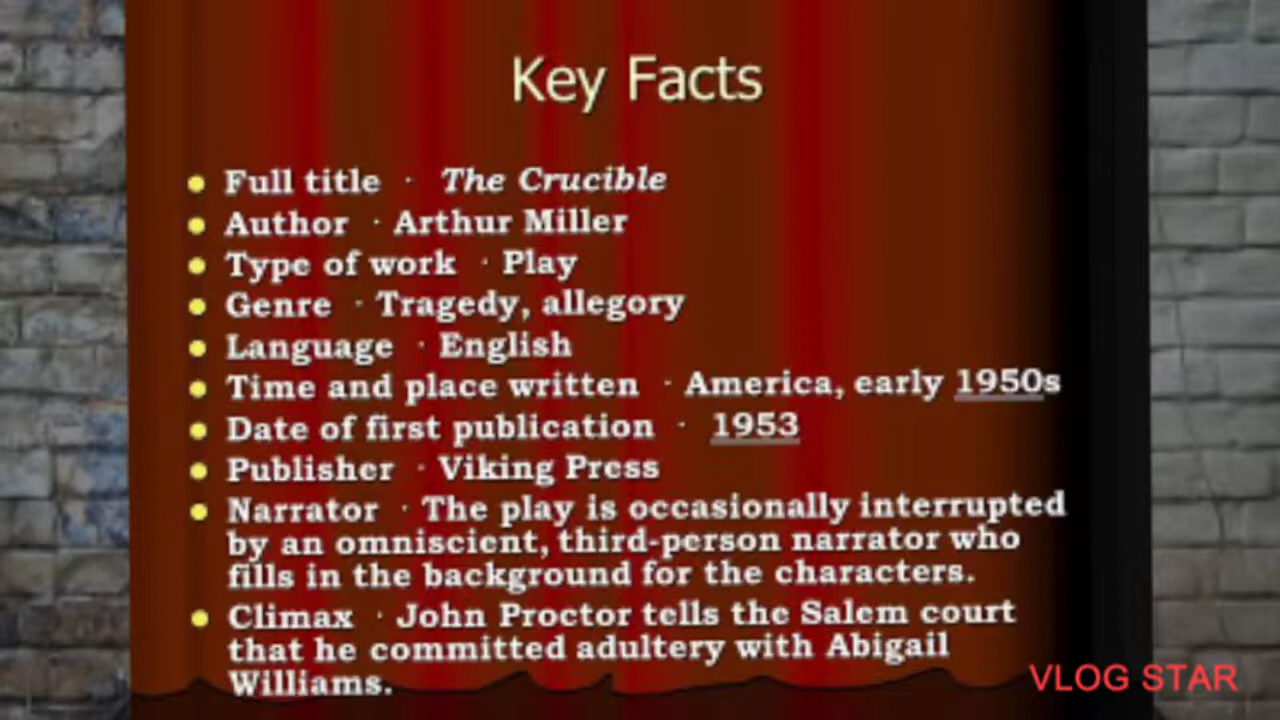 Key Facts
Full title · The Crucible
Author · Arthur Miller
Type of work · Play
Genre · Tragedy, allegory
Language · English
Time and place written · America, early 1950s
Date of first publication · 1953
Publisher · Viking Press
Narrator · The play is occasionally interrupted
by an omniscient, third-person narrator who
fills in the background for the characters.
Climax · John Proctor tells the Salem court
that he committed adultery with Abigail
Williams.
VLOG STAR